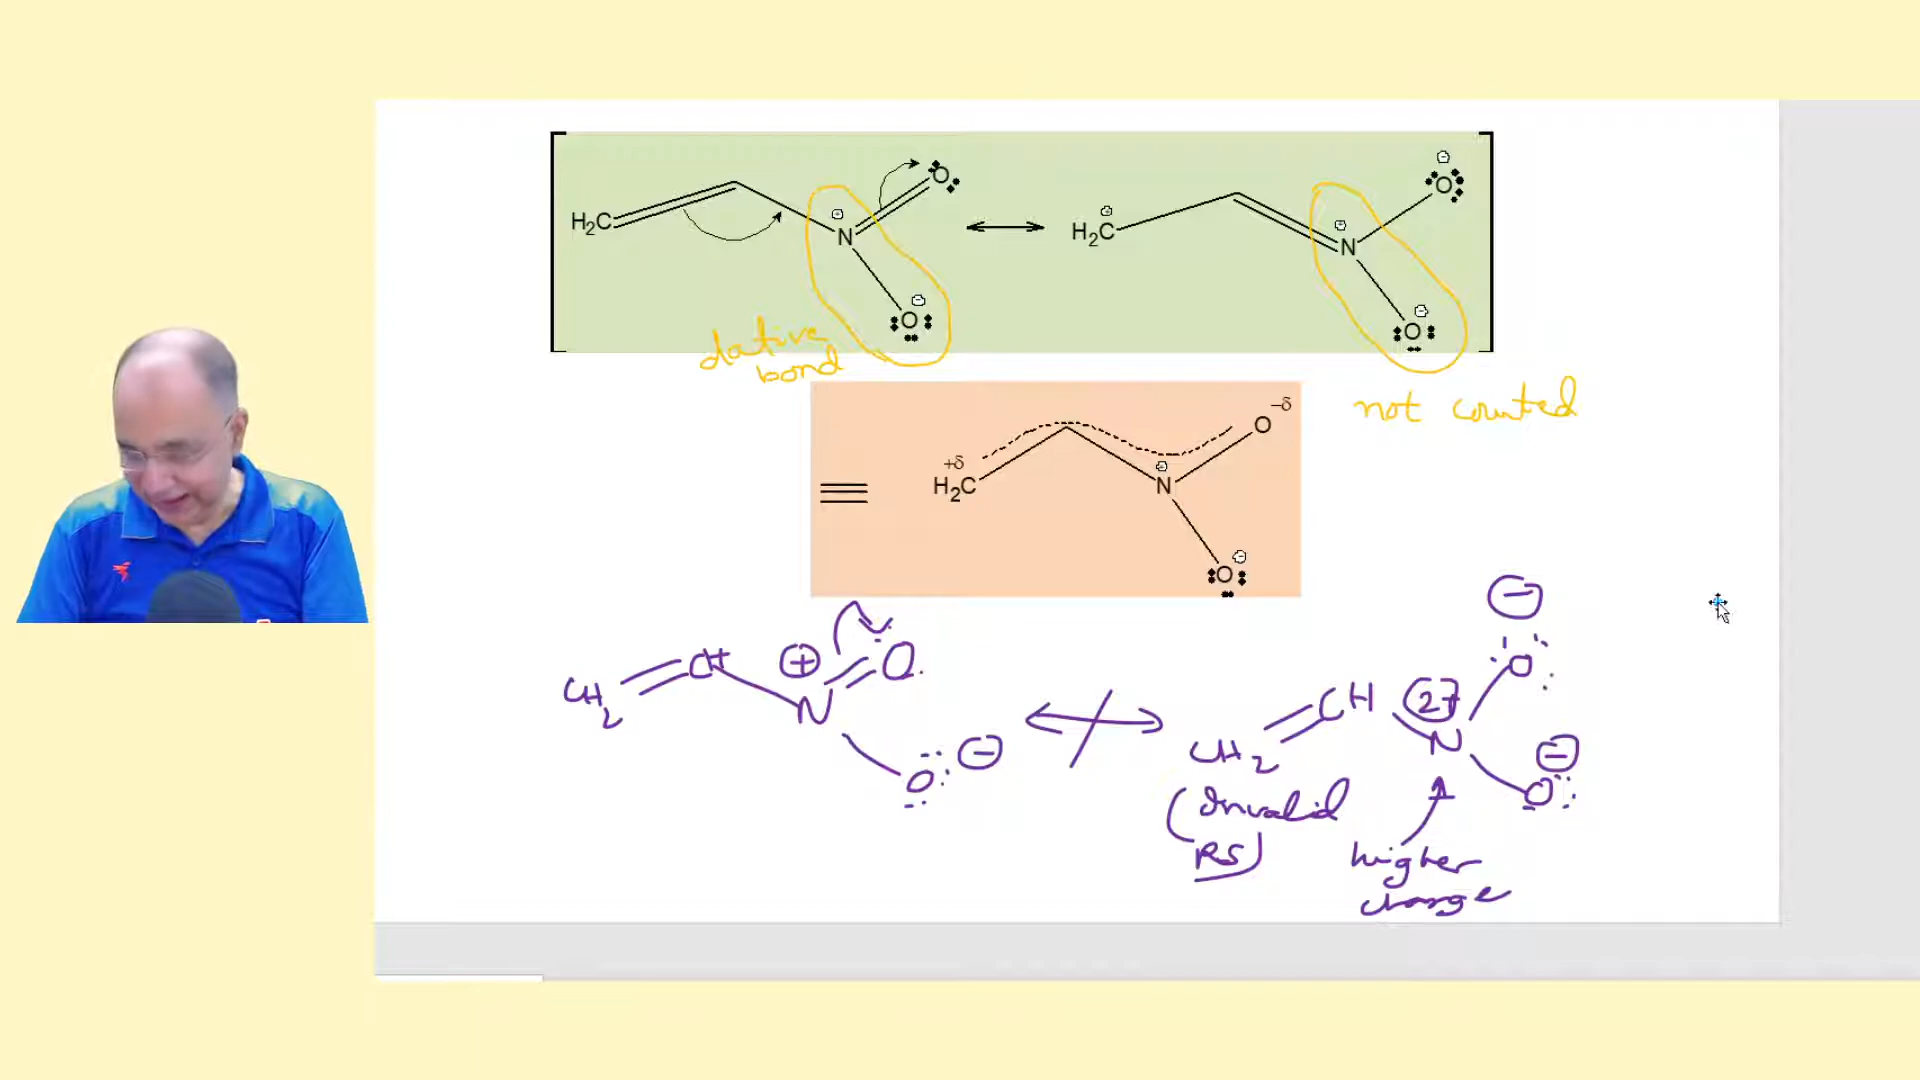 H₂C N⊕ O O⊖ ↔ H₂C⊕ N⊕ O⊖ O⊖
dative
bond
not counted
≡ +δ H₂C N⊕ O −δ O⊖
CH₂ CH N⊕ O O⊖ ↔ CH₂ CH N 2+ O⊖ O⊖
(Invalid
RS)
higher
charge